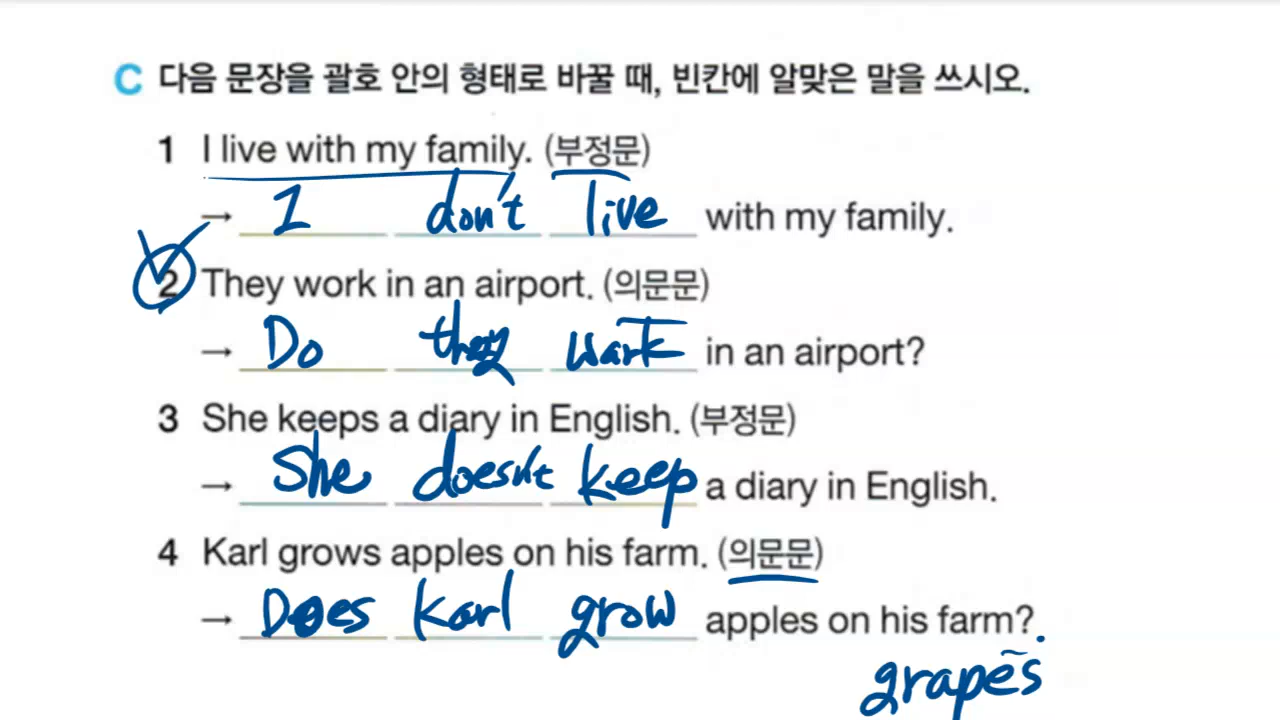 C 다음 문장을 괄호 안의 형태로 바꿀 때, 빈칸에 알맞은 말을 쓰시오.
1 I live with my family. (부정문)
→ I don't live with my family.
2 They work in an airport. (의문문)
→ Do they work in an airport?
3 She keeps a diary in English. (부정문)
→ She doesn't keep a diary in English.
4 Karl grows apples on his farm. (의문문)
→ Does Karl grow apples on his farm?
grapes